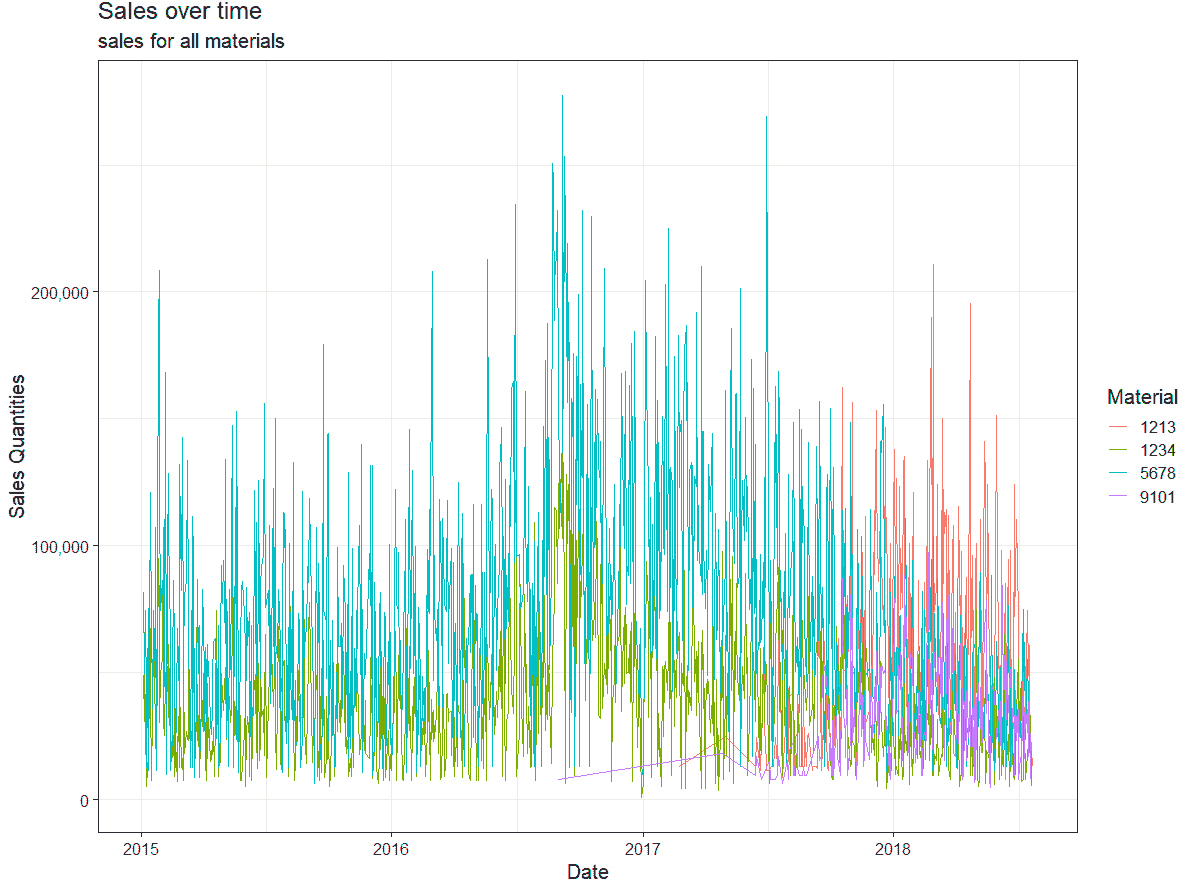 Sales over time
sales for all materials
Sales Quantities
200,000
100,000
0
2015
2016
2017
2018
Date
Material
1213
1234
5678
9101